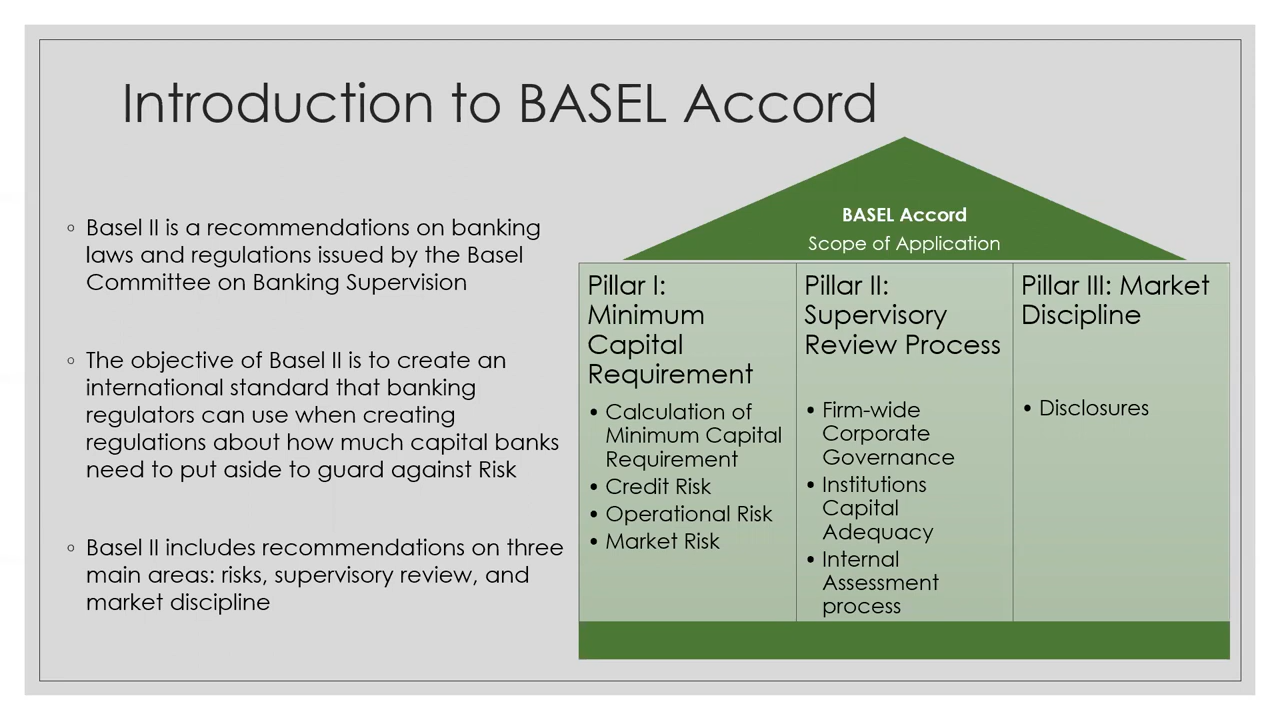 Introduction to BASEL Accord
◦ Basel II is a recommendations on banking
laws and regulations issued by the Basel
Committee on Banking Supervision
◦ The objective of Basel II is to create an
international standard that banking
regulators can use when creating
regulations about how much capital banks
need to put aside to guard against Risk
◦ Basel II includes recommendations on three
main areas: risks, supervisory review, and
market discipline
BASEL Accord
Scope of Application
Pillar I:
Minimum
Capital
Requirement
• Calculation of
Minimum Capital
Requirement
• Credit Risk
• Operational Risk
• Market Risk
Pillar II:
Supervisory
Review Process
• Firm-wide
Corporate
Governance
• Institutions
Capital
Adequacy
• Internal
Assessment
process
Pillar III: Market
Discipline
• Disclosures